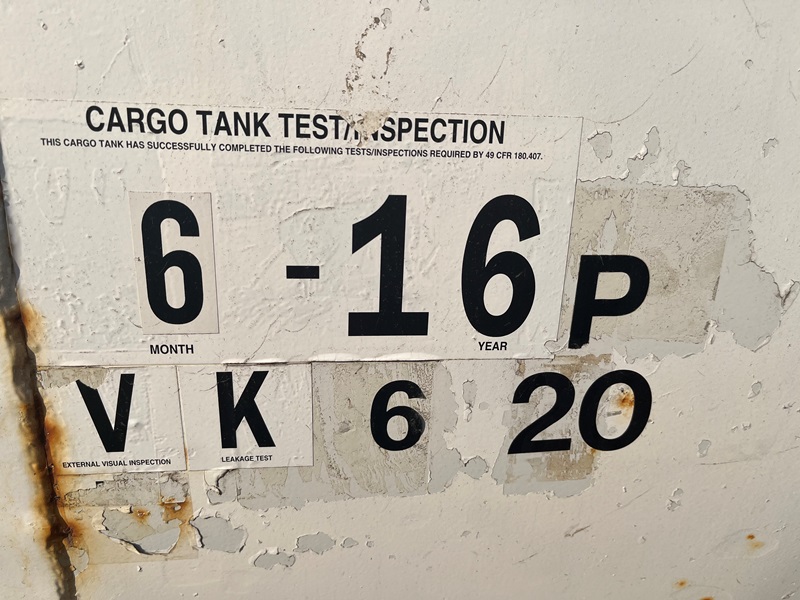 CARGO TANK TEST/INSPECTION
THIS CARGO TANK HAS SUCCESSFULLY COMPLETED THE FOLLOWING TESTS/INSPECTIONS REQUIRED BY 49 CFR 180.407.
6 -16 P
MONTH YEAR
V K 6 20
EXTERNAL VISUAL INSPECTION LEAKAGE TEST